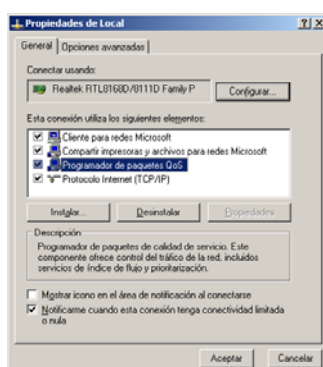 Propiedades de Local
General
Opciones avanzadas
Conectar usando:
Realtek RTL8168D/8111D Family P
Configurar...
Esta conexión utiliza los siguientes elementos:
Cliente para redes Microsoft
Compartir impresoras y archivos para redes Microsoft
Programador de paquetes QoS
Protocolo Internet (TCP/IP)
Instalar...
Desinstalar
Propiedades
Descripción
Programador de paquetes de calidad de servicio. Este
componente ofrece control del tráfico de la red, incluidos
servicios de índice de flujo y priorización.
Mostrar icono en el área de notificación al conectarse
Notificarme cuando esta conexión tenga conectividad limitada
o nula
Aceptar
Cancelar